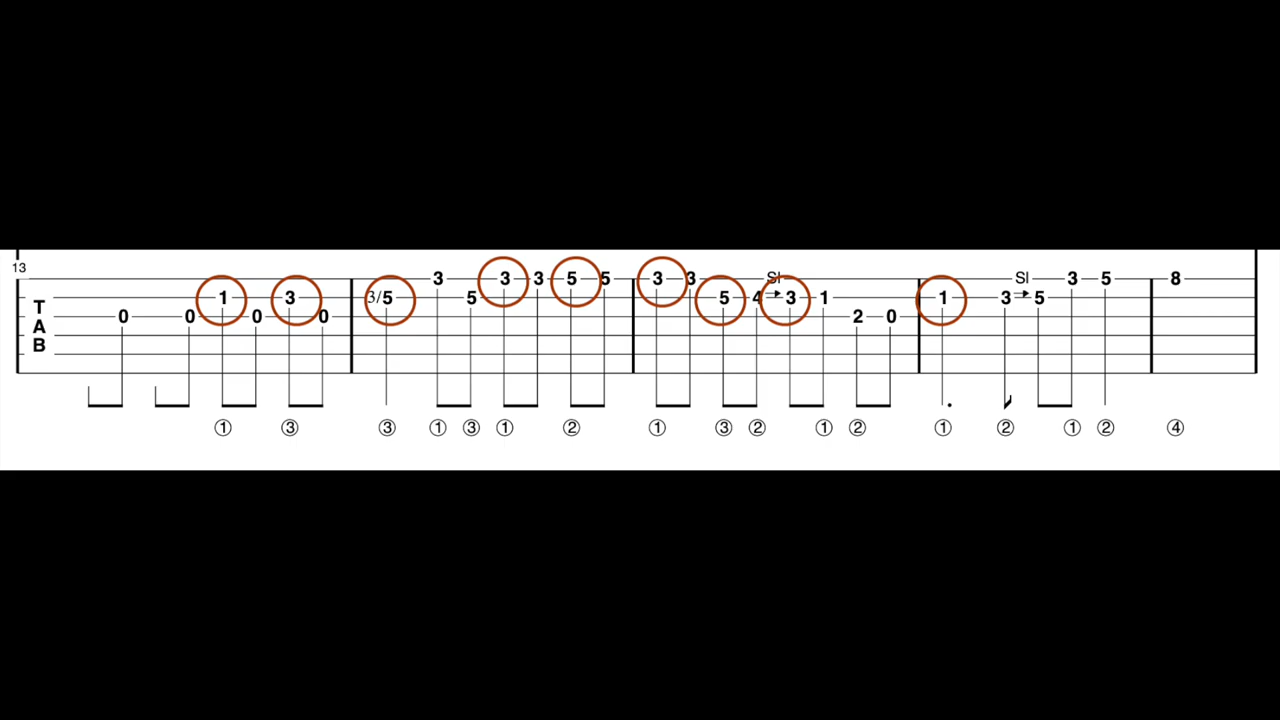 13
3 3 3 5 5 3 3 Sl Sl 3 5 8
T 1 3 3/5 5 5 4 3 1 1 3 5
A 0 0 0 0 2 0
B
① ③ ③ ① ③ ① ② ① ③ ② ① ② ① ② ① ② ④